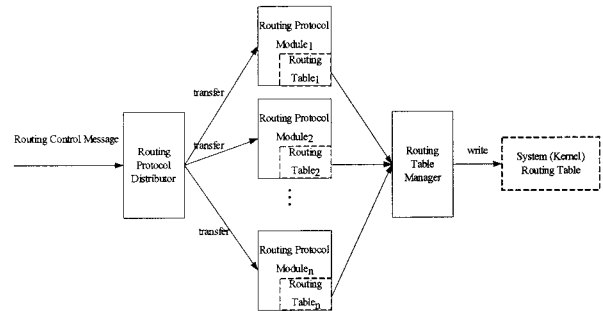 Routing Control Message
Routing
Protocol
Distributor
transfer
transfer
transfer
Routing Protocol
Module1
Routing
Table1
Routing Protocol
Module2
Routing
Table2
Routing Protocol
Modulen
Routing
Tablen
Routing
Table
Manager
write
System (Kernel)
Routing Table